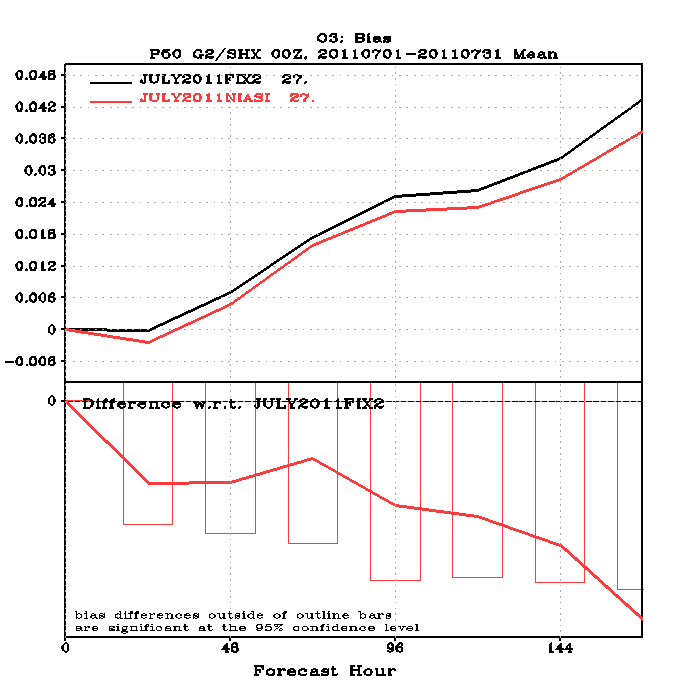 O3: Bias
P50 G2/SHX 00Z, 20110701-20110731 Mean
0.048
JULY2011FIX2 27.
JULY2011NIASI 27.
0.042
0.036
0.03
0.024
0.018
0.012
0.006
0
-0.006
0
Difference w.r.t. JULY2011FIX2
bias differences outside of outline bars
are significant at the 95% confidence level
0 48 96 144
Forecast Hour